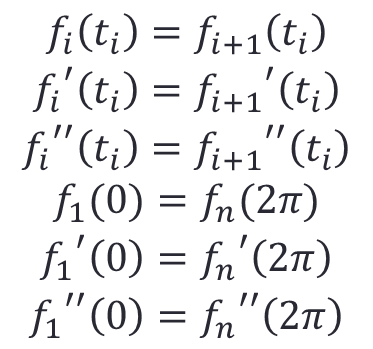 fᵢ(tᵢ) = fᵢ₊₁(tᵢ)
fᵢ′(tᵢ) = fᵢ₊₁′(tᵢ)
fᵢ′′(tᵢ) = fᵢ₊₁′′(tᵢ)
f₁(0) = fₙ(2π)
f₁′(0) = fₙ′(2π)
f₁′′(0) = fₙ′′(2π)